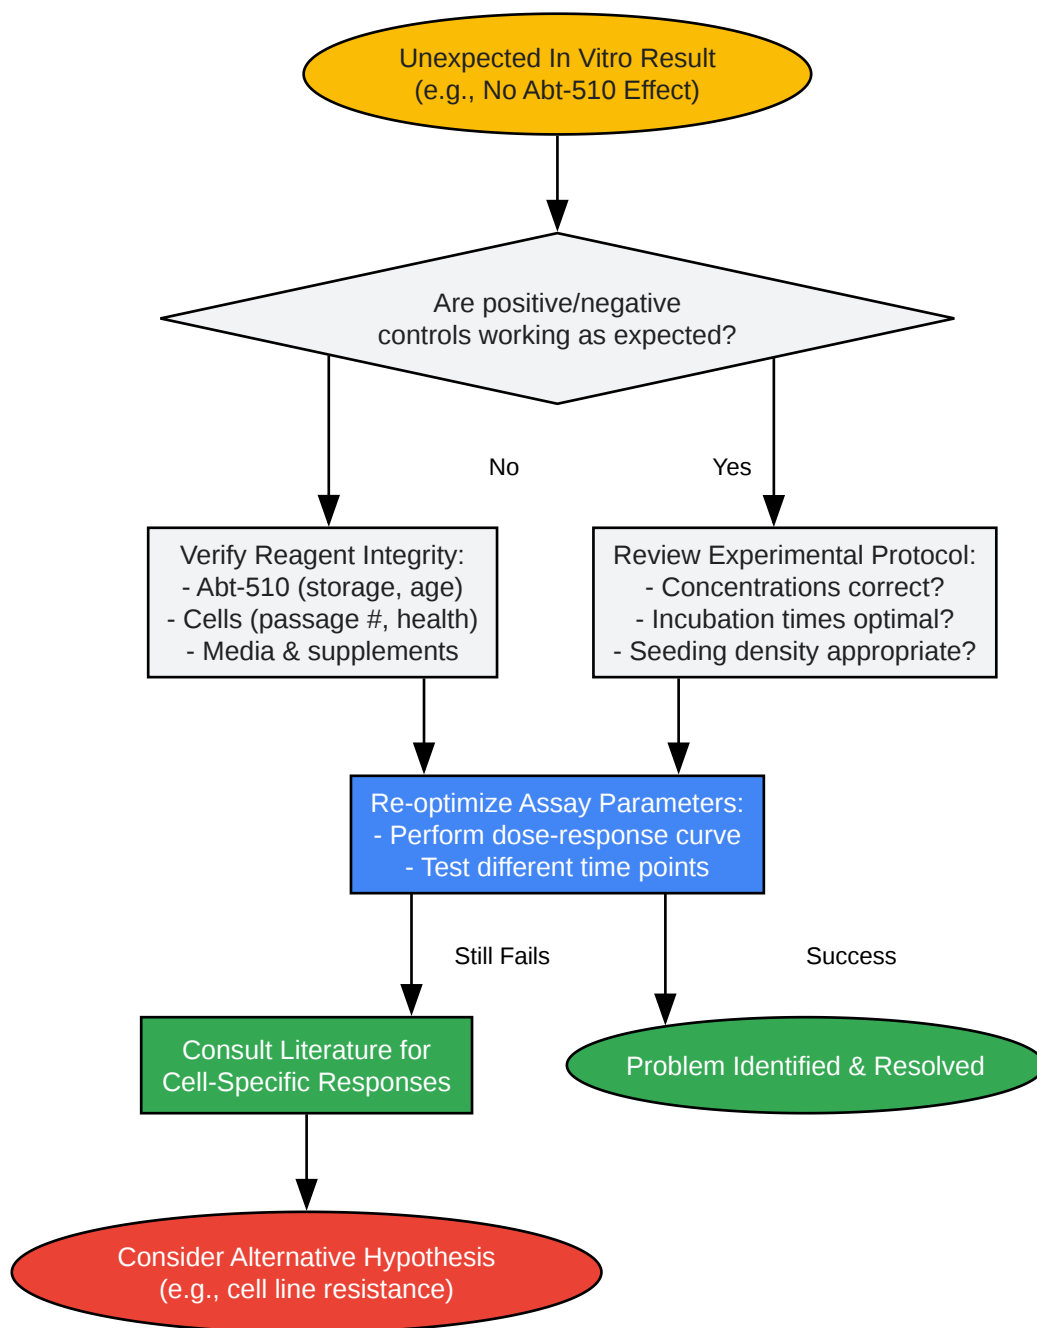 Unexpected In Vitro Result
(e.g., No Abt-510 Effect)
Are positive/negative
controls working as expected?
No
Yes
Verify Reagent Integrity:
- Abt-510 (storage, age)
- Cells (passage #, health)
- Media & supplements
Review Experimental Protocol:
- Concentrations correct?
- Incubation times optimal?
- Seeding density appropriate?
Re-optimize Assay Parameters:
- Perform dose-response curve
- Test different time points
Still Fails
Success
Consult Literature for
Cell-Specific Responses
Problem Identified & Resolved
Consider Alternative Hypothesis
(e.g., cell line resistance)